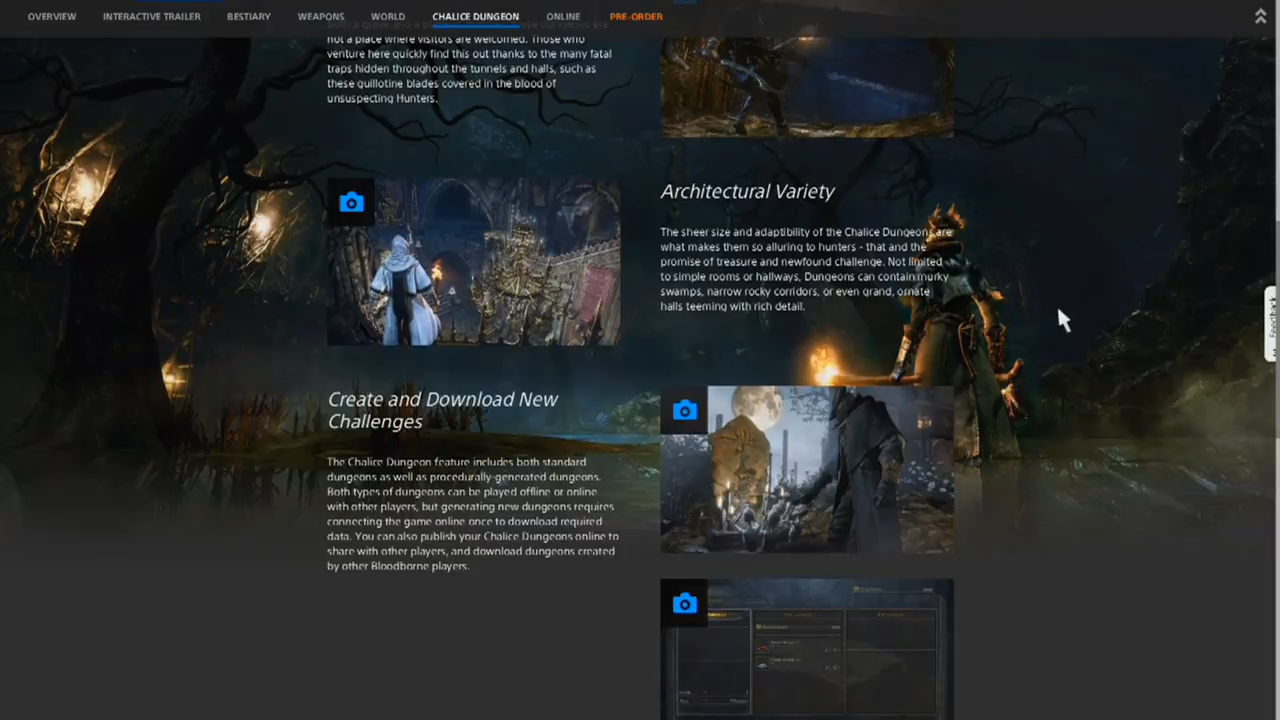 OVERVIEW
INTERACTIVE TRAILER
BESTIARY
WEAPONS
WORLD
CHALICE DUNGEON
ONLINE
PRE-ORDER
not a place where visitors are welcomed. Those who
venture here quickly find this out thanks to the many fatal
traps hidden throughout the tunnels and halls, such as
these guillotine blades covered in the blood of
unsuspecting Hunters.
Architectural Variety
The sheer size and adaptibility of the Chalice Dungeons are
what makes them so alluring to hunters - that and the
promise of treasure and newfound challenge. Not limited
to simple rooms or hallways, Dungeons can contain murky
swamps, narrow rocky corridors, or even grand, ornate
halls teeming with rich detail.
Create and Download New
Challenges
The Chalice Dungeon feature includes both standard
dungeons as well as procedurally-generated dungeons.
Both types of dungeons can be played offline or online
with other players, but generating new dungeons requires
connecting the game online once to download required
data. You can also publish your Chalice Dungeons online to
share with other players, and download dungeons created
by other Bloodborne players.
Feedback